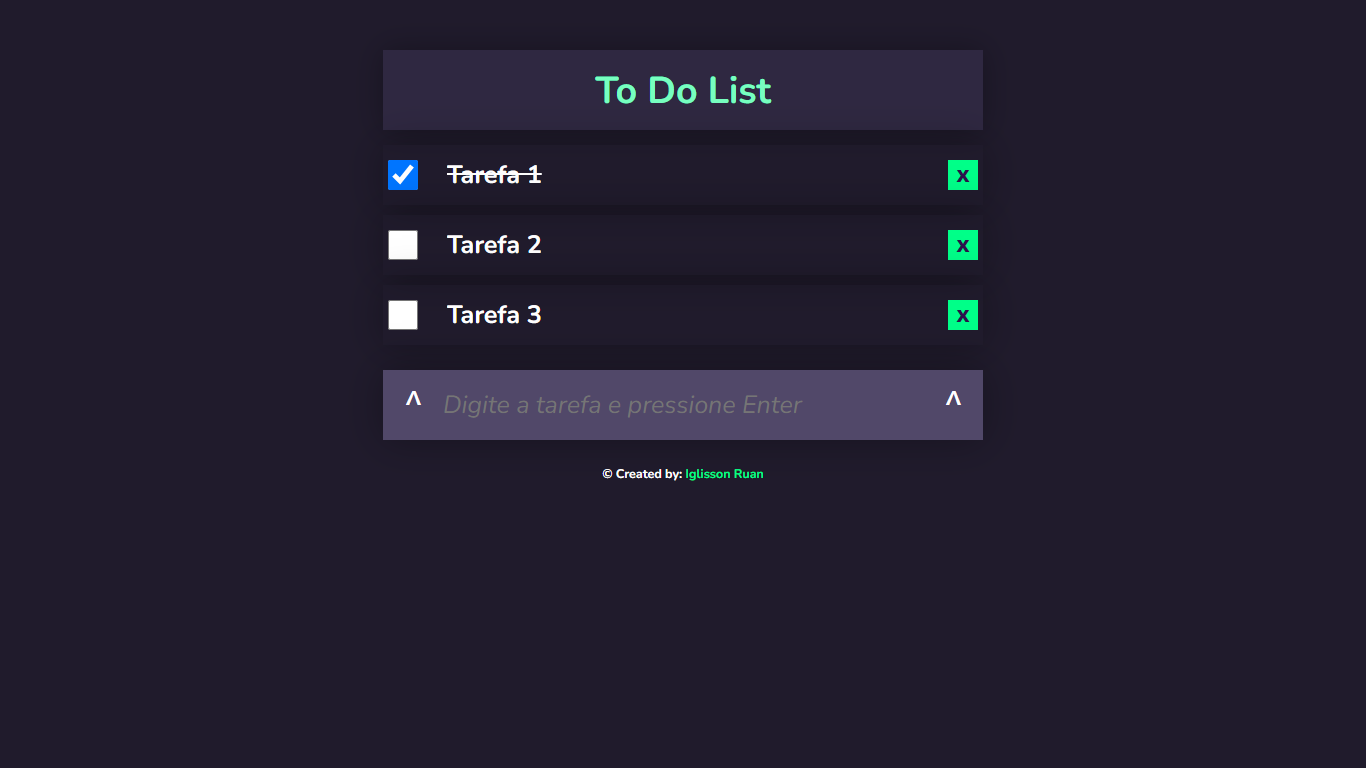 To Do List
Tarefa 1 x
Tarefa 2 x
Tarefa 3 x
^ Digite a tarefa e pressione Enter ^
© Created by: Iglisson Ruan